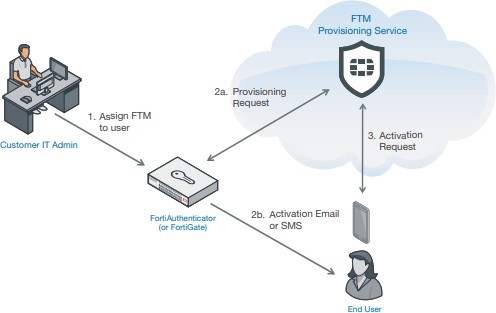 FTM
Provisioning Service
2a. Provisioning
Request
1. Assign FTM
to user
3. Activation
Request
Customer IT Admin
FortiAuthenticator
(or FortiGate)
2b. Activation Email
or SMS
End User